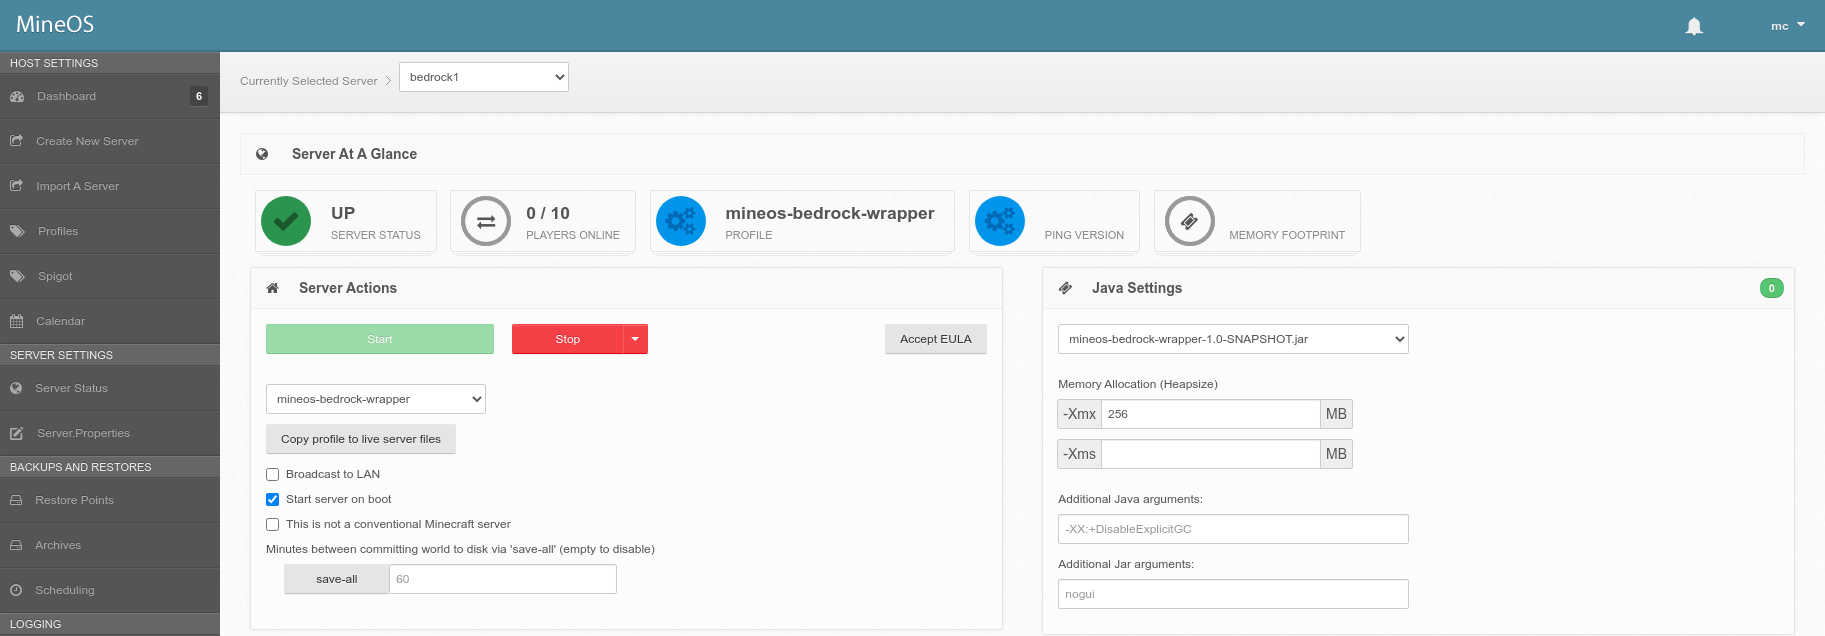 MineOS
mc
HOST SETTINGS
Dashboard 6
Create New Server
Import A Server
Profiles
Spigot
Calendar
SERVER SETTINGS
Server Status
Server.Properties
BACKUPS AND RESTORES
Restore Points
Archives
Scheduling
LOGGING
Currently Selected Server
bedrock1
Server At A Glance
UP
SERVER STATUS
0 / 10
PLAYERS ONLINE
mineos-bedrock-wrapper
PROFILE
PING VERSION
MEMORY FOOTPRINT
Server Actions
Start
Stop
Accept EULA
mineos-bedrock-wrapper
Copy profile to live server files
Broadcast to LAN
Start server on boot
This is not a conventional Minecraft server
Minutes between committing world to disk via 'save-all' (empty to disable)
save-all 60
Java Settings 0
mineos-bedrock-wrapper-1.0-SNAPSHOT.jar
Memory Allocation (Heapsize)
-Xmx 256 MB
-Xms MB
Additional Java arguments:
-XX:+DisableExplicitGC
Additional Jar arguments:
nogui